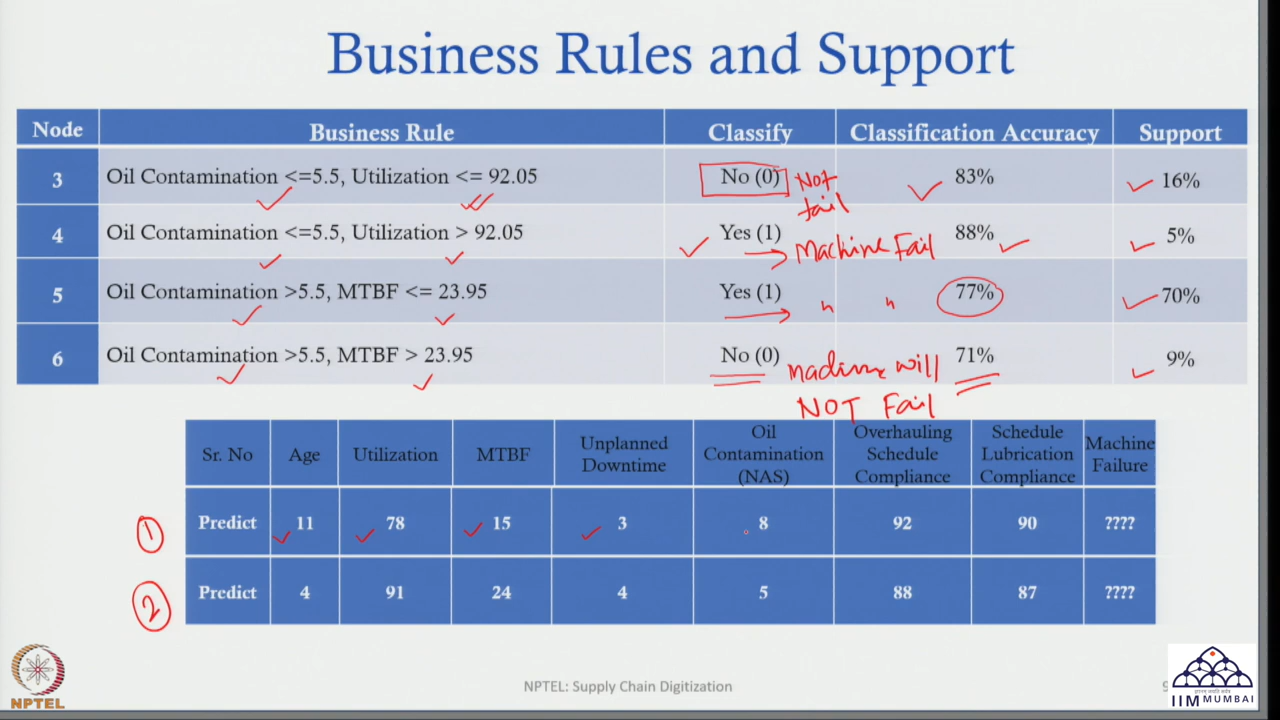 Business Rules and Support
Node Business Rule Classify Classification Accuracy Support
3 Oil Contamination <=5.5, Utilization <= 92.05 No (0) Not fail 83% 16%
4 Oil Contamination <=5.5, Utilization > 92.05 Yes (1) Machine Fail 88% 5%
5 Oil Contamination >5.5, MTBF <= 23.95 Yes (1) " " 77% 70%
6 Oil Contamination >5.5, MTBF > 23.95 No (0) 71% 9%
machine will
NOT Fail
Sr. No Age Utilization MTBF Unplanned Downtime Oil Contamination (NAS) Overhauling Schedule Compliance Schedule Lubrication Compliance Machine Failure
1 Predict 11 78 15 3 8 92 90 ????
2 Predict 4 91 24 4 5 88 87 ????
NPTEL
NPTEL: Supply Chain Digitization
IIM MUMBAI